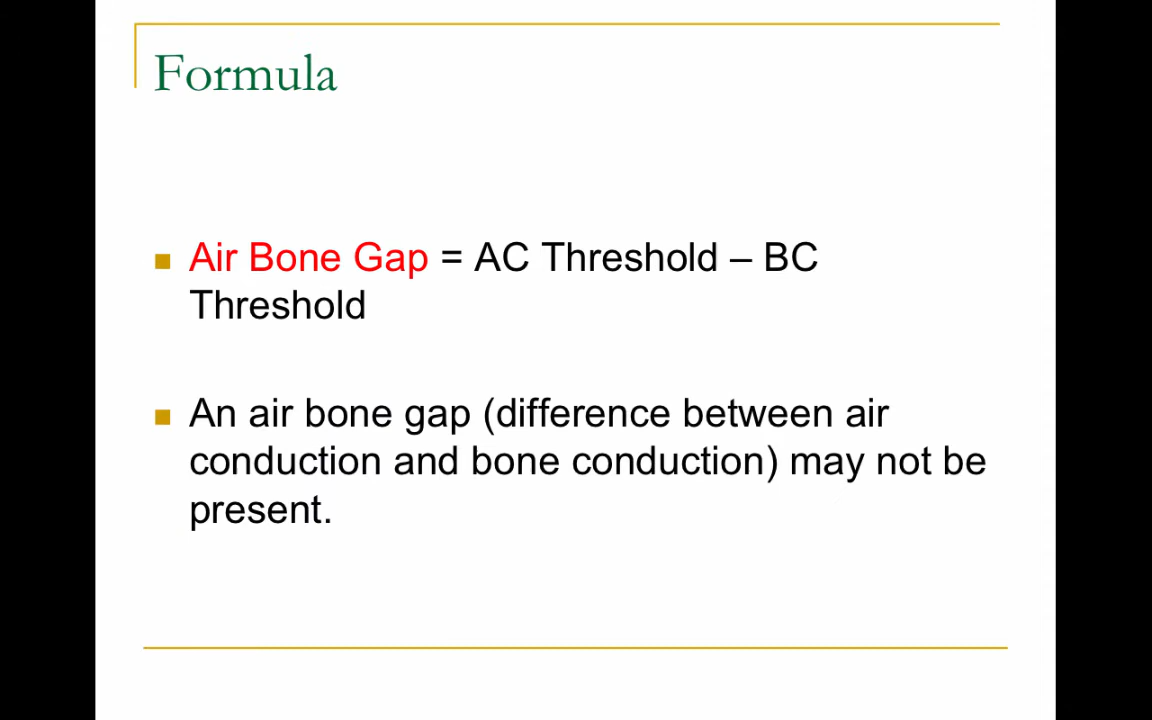 Formula
Air Bone Gap = AC Threshold – BC
Threshold
An air bone gap (difference between air
conduction and bone conduction) may not be
present.